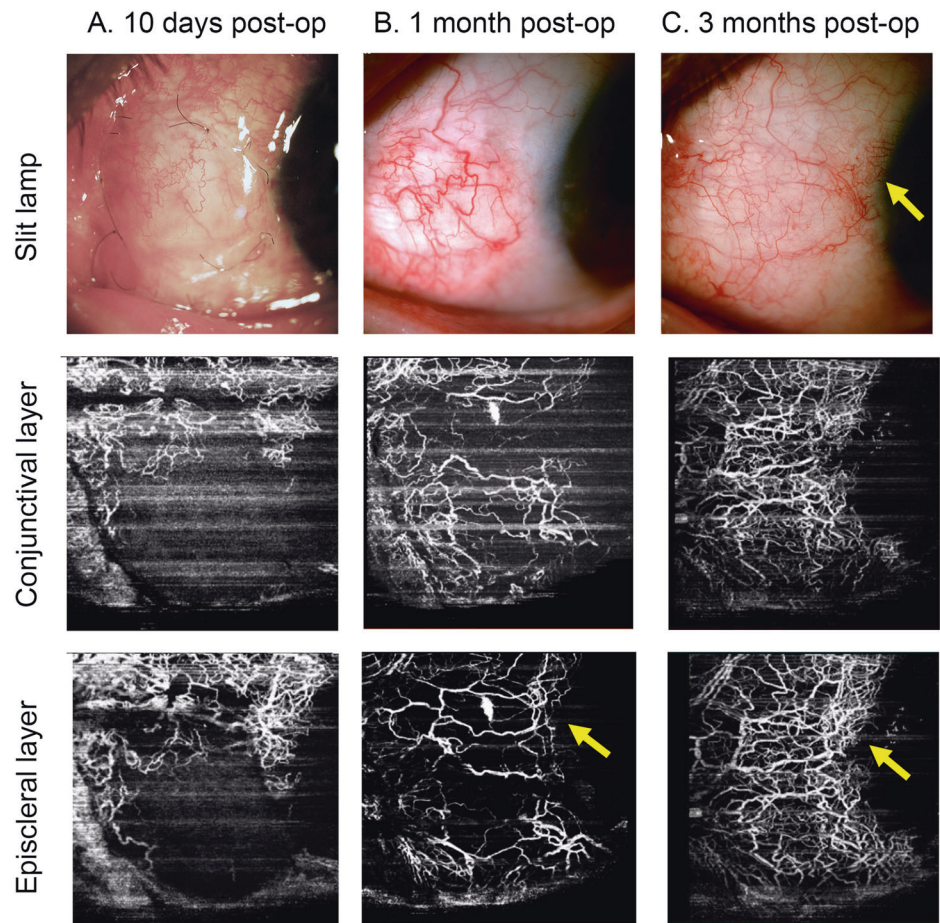 A. 10 days post-op
B. 1 month post-op
C. 3 months post-op
Slit lamp
Conjunctival layer
Episcleral layer